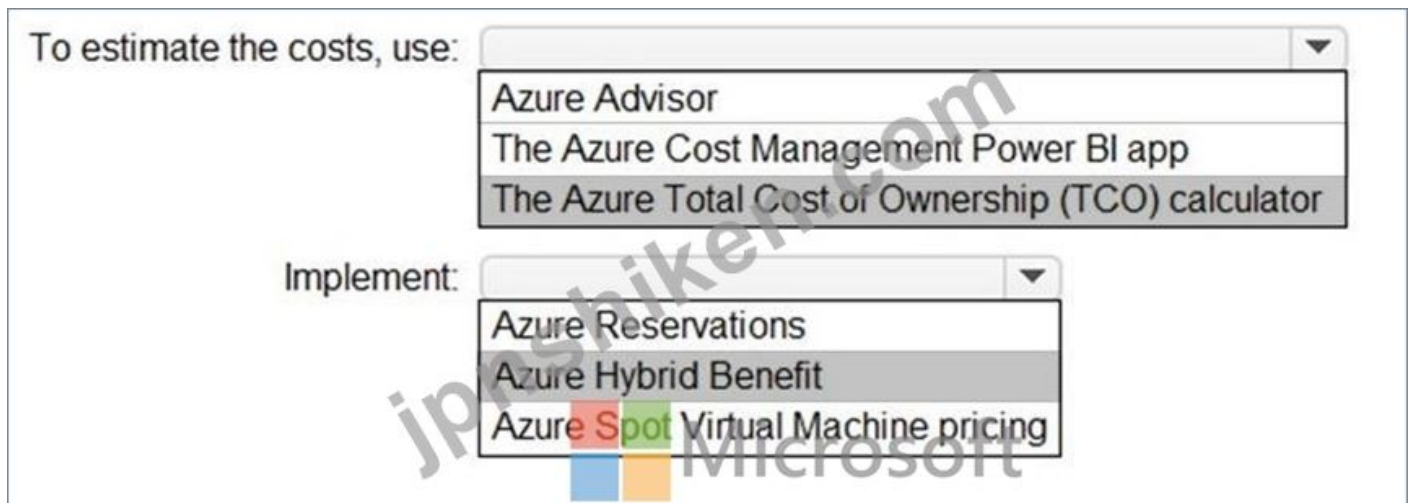 To estimate the costs, use:
Azure Advisor
The Azure Cost Management Power BI app
The Azure Total Cost of Ownership (TCO) calculator
Implement:
Azure Reservations
Azure Hybrid Benefit
Azure Spot Virtual Machine pricing
jpnshiken.com
Microsoft